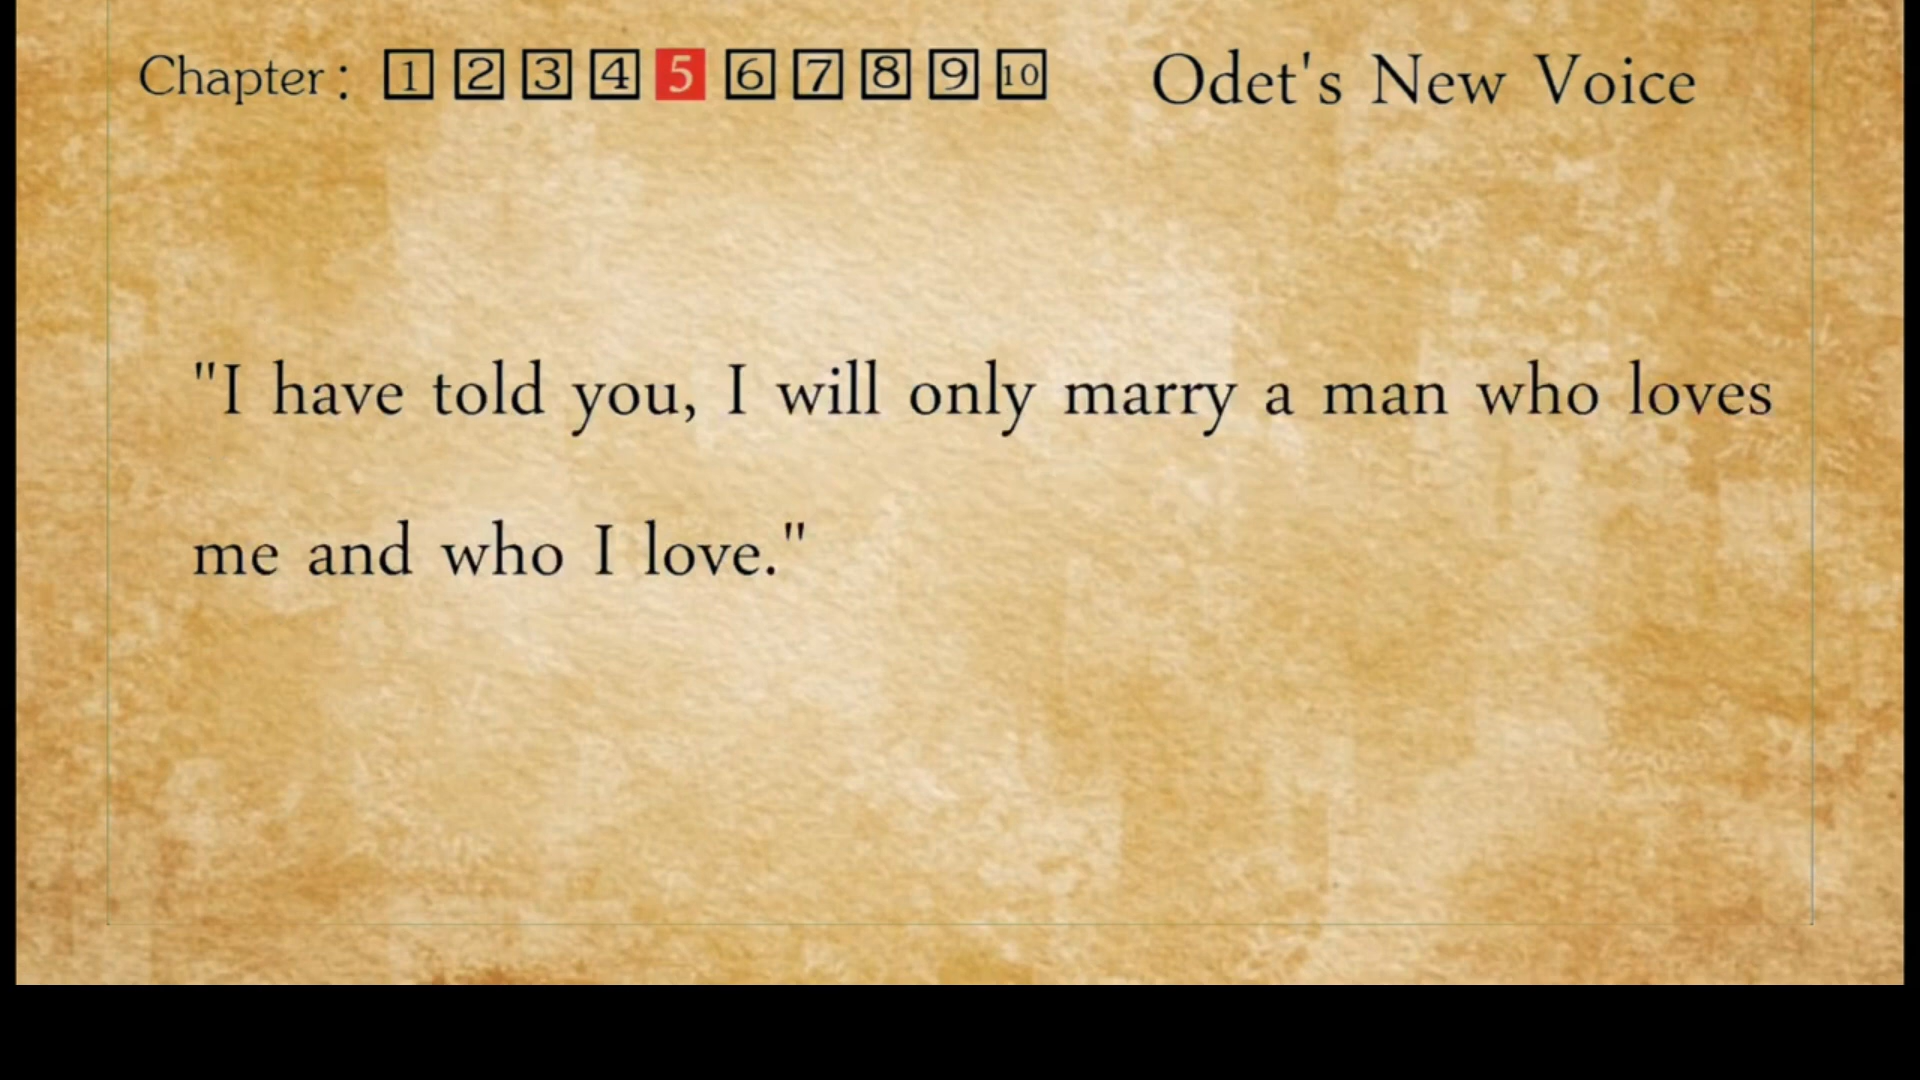 Chapter: 1 2 3 4 5 6 7 8 9 10 Odet's New Voice
"I have told you, I will only marry a man who loves
me and who I love."